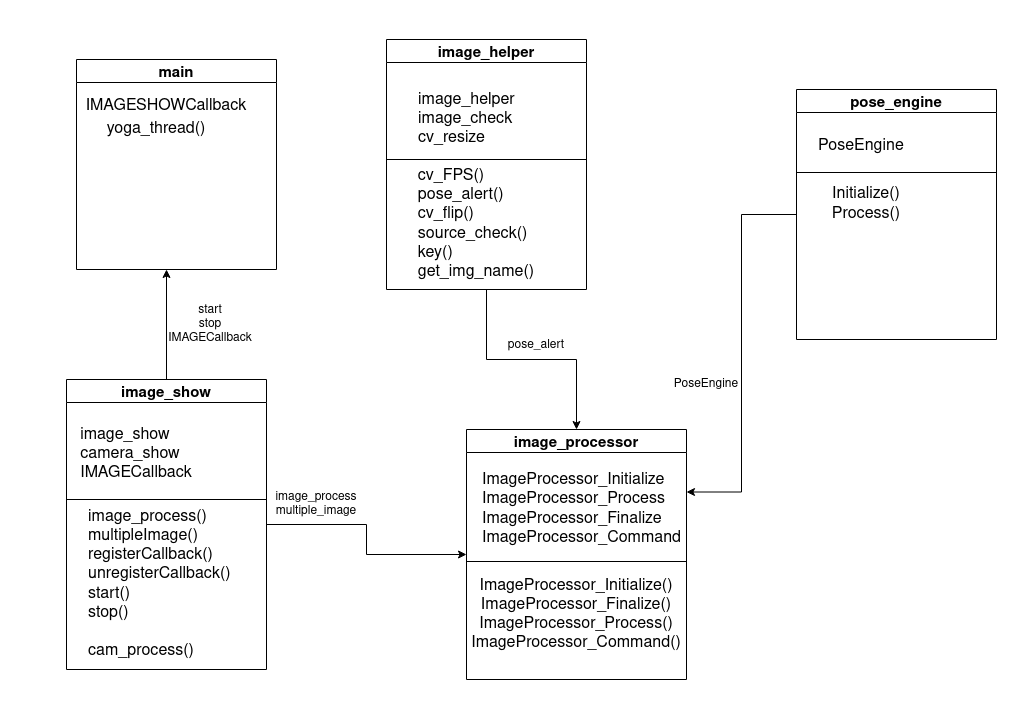 main
IMAGESHOWCallback
yoga_thread()
image_helper
image_helper
image_check
cv_resize
cv_FPS()
pose_alert()
cv_flip()
source_check()
key()
get_img_name()
pose_engine
PoseEngine
Initialize()
Process()
start
stop
IMAGECallback
pose_alert
PoseEngine
image_show
image_show
camera_show
IMAGECallback
image_process()
multipleImage()
registerCallback()
unregisterCallback()
start()
stop()
cam_process()
image_process
multiple_image
image_processor
ImageProcessor_Initialize
ImageProcessor_Process
ImageProcessor_Finalize
ImageProcessor_Command
ImageProcessor_Initialize()
ImageProcessor_Finalize()
ImageProcessor_Process()
ImageProcessor_Command()